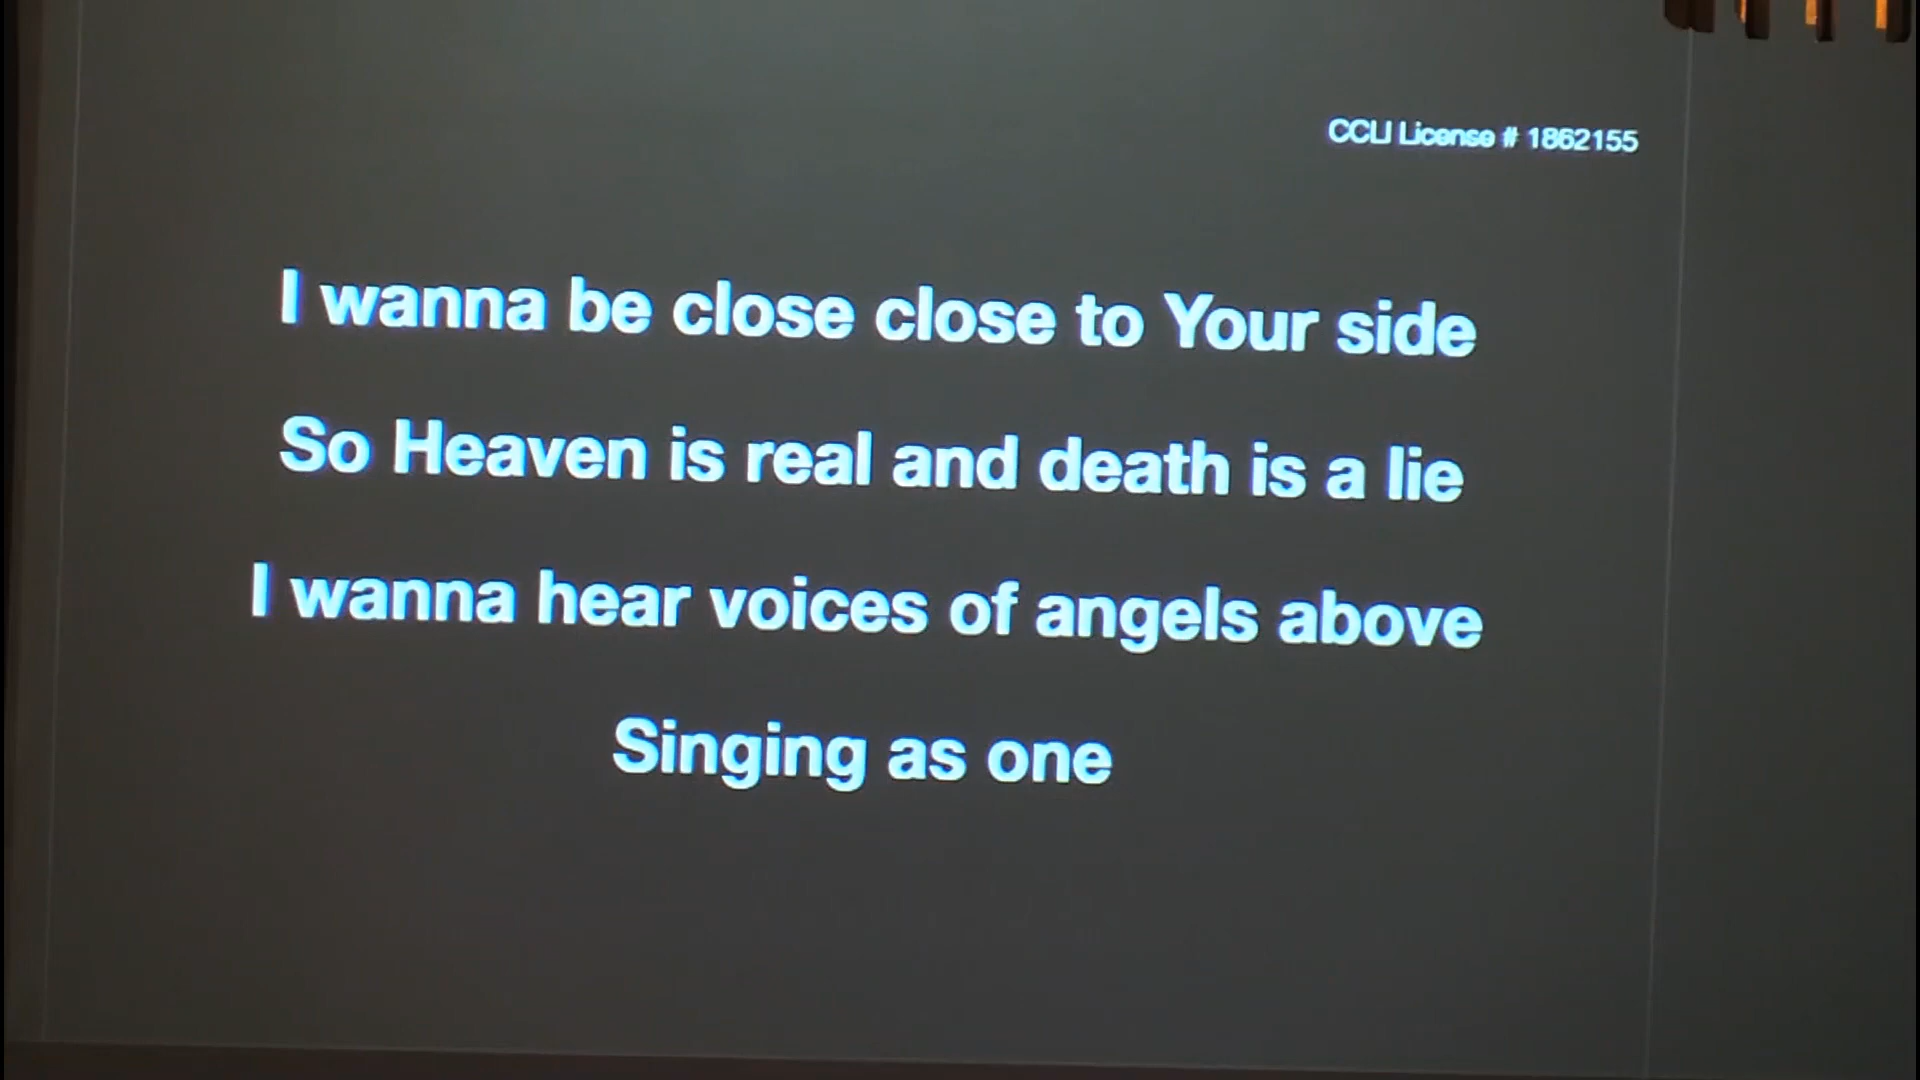 CCLI License # 1862155
I wanna be close close to Your side
So Heaven is real and death is a lie
I wanna hear voices of angels above
Singing as one